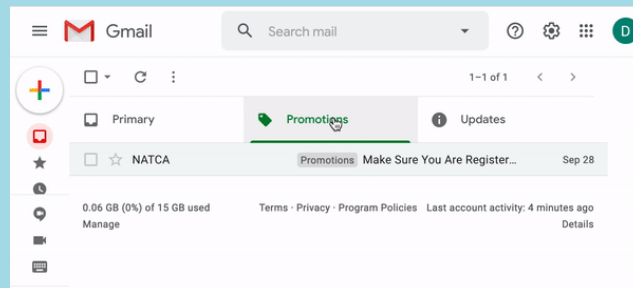 Gmail
Search mail
D
1–1 of 1
Primary
Promotions
Updates
NATCA Promotions Make Sure You Are Register... Sep 28
0.06 GB (0%) of 15 GB used
Manage
Terms · Privacy · Program Policies
Last account activity: 4 minutes ago
Details